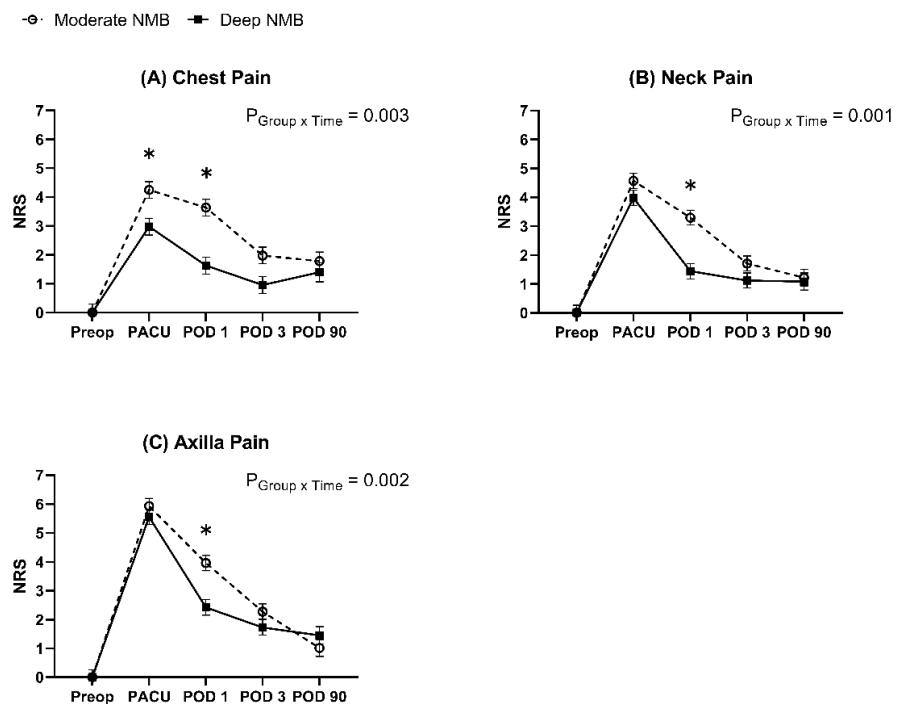 Moderate NMB Deep NMB
(A) Chest Pain
P Group x Time = 0.003
NRS
7
6
5
4
3
2
1
0
* *
Preop PACU POD 1 POD 3 POD 90
(B) Neck Pain
P Group x Time = 0.001
NRS
7
6
5
4
3
2
1
0
*
Preop PACU POD 1 POD 3 POD 90
(C) Axilla Pain
P Group x Time = 0.002
NRS
7
6
5
4
3
2
1
0
*
Preop PACU POD 1 POD 3 POD 90